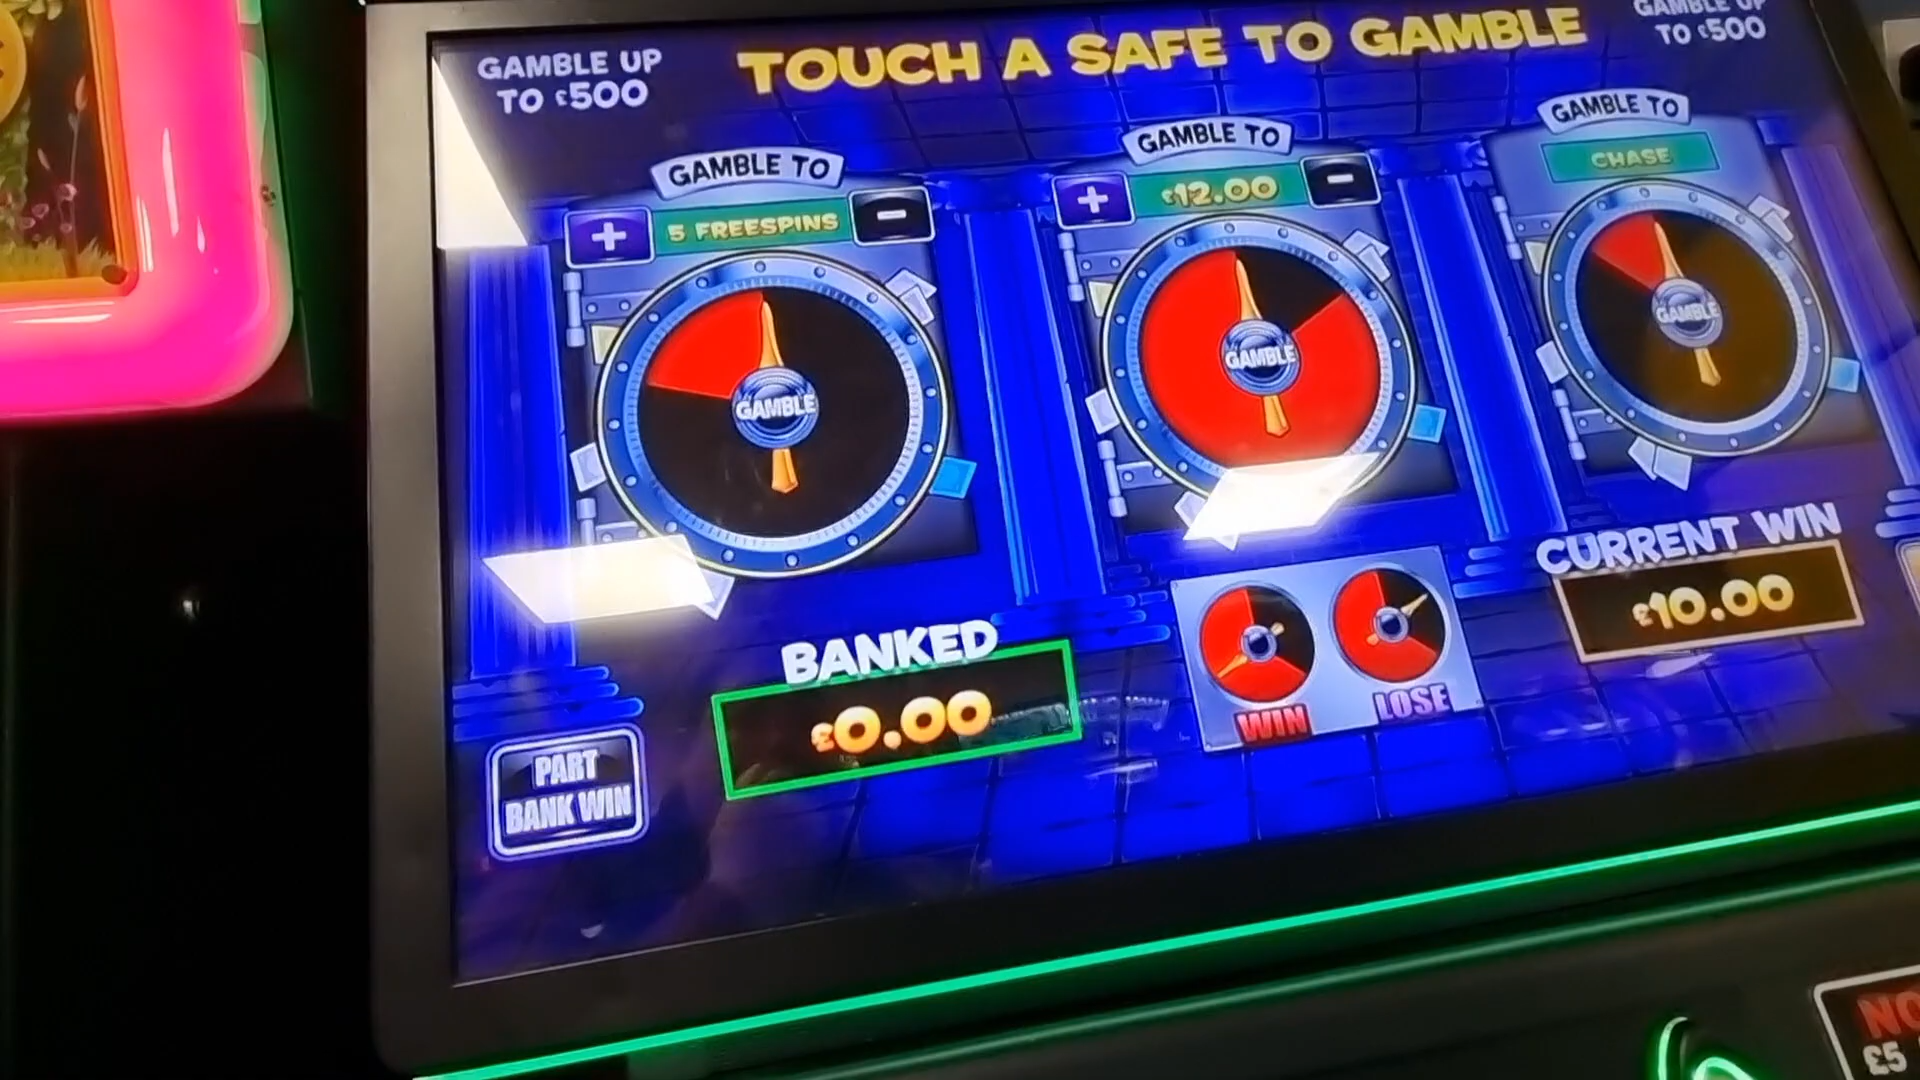 GAMBLE UP
TO £500
TOUCH A SAFE TO GAMBLE
GAMBLE UP
TO £500
GAMBLE TO
+
5 FREESPINS
-
GAMBLE
GAMBLE TO
+
£12.00
-
GAMBLE
GAMBLE TO
CHASE
GAMBLE
BANKED
£0.00
WIN
LOSE
CURRENT WIN
£10.00
PART
BANK WIN
NO
£5